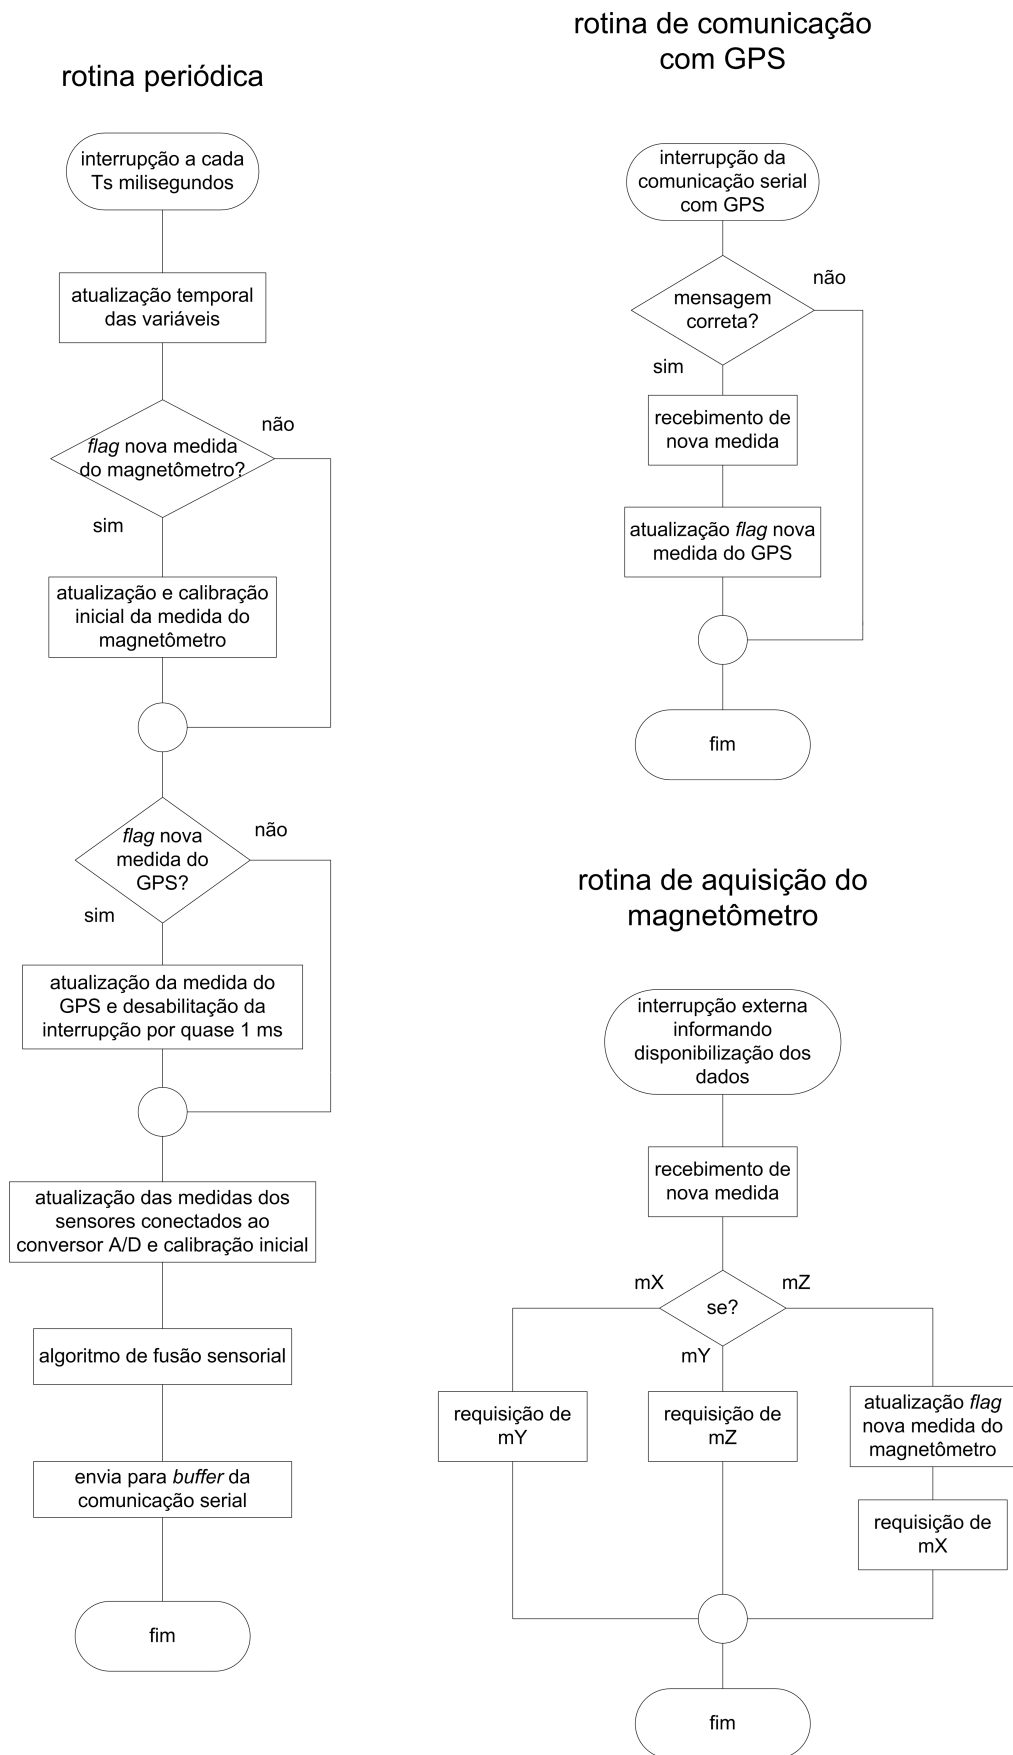 rotina periódica
interrupção a cada
Ts milisegundos
atualização temporal
das variáveis
flag nova medida
do magnetômetro?
não
sim
atualização e calibração
inicial da medida do
magnetômetro
flag nova
medida do
GPS?
não
sim
atualização da medida do
GPS e desabilitação da
interrupção por quase 1 ms
atualização das medidas dos
sensores conectados ao
conversor A/D e calibração inicial
algoritmo de fusão sensorial
envia para buffer da
comunicação serial
fim
rotina de comunicação
com GPS
interrupção da
comunicação serial
com GPS
mensagem
correta?
não
sim
recebimento de
nova medida
atualização flag nova
medida do GPS
fim
rotina de aquisição do
magnetômetro
interrupção externa
informando
disponibilização dos
dados
recebimento de
nova medida
se?
mX
mZ
mY
requisição de
mY
requisição de
mZ
atualização flag
nova medida do
magnetômetro
requisição de
mX
fim